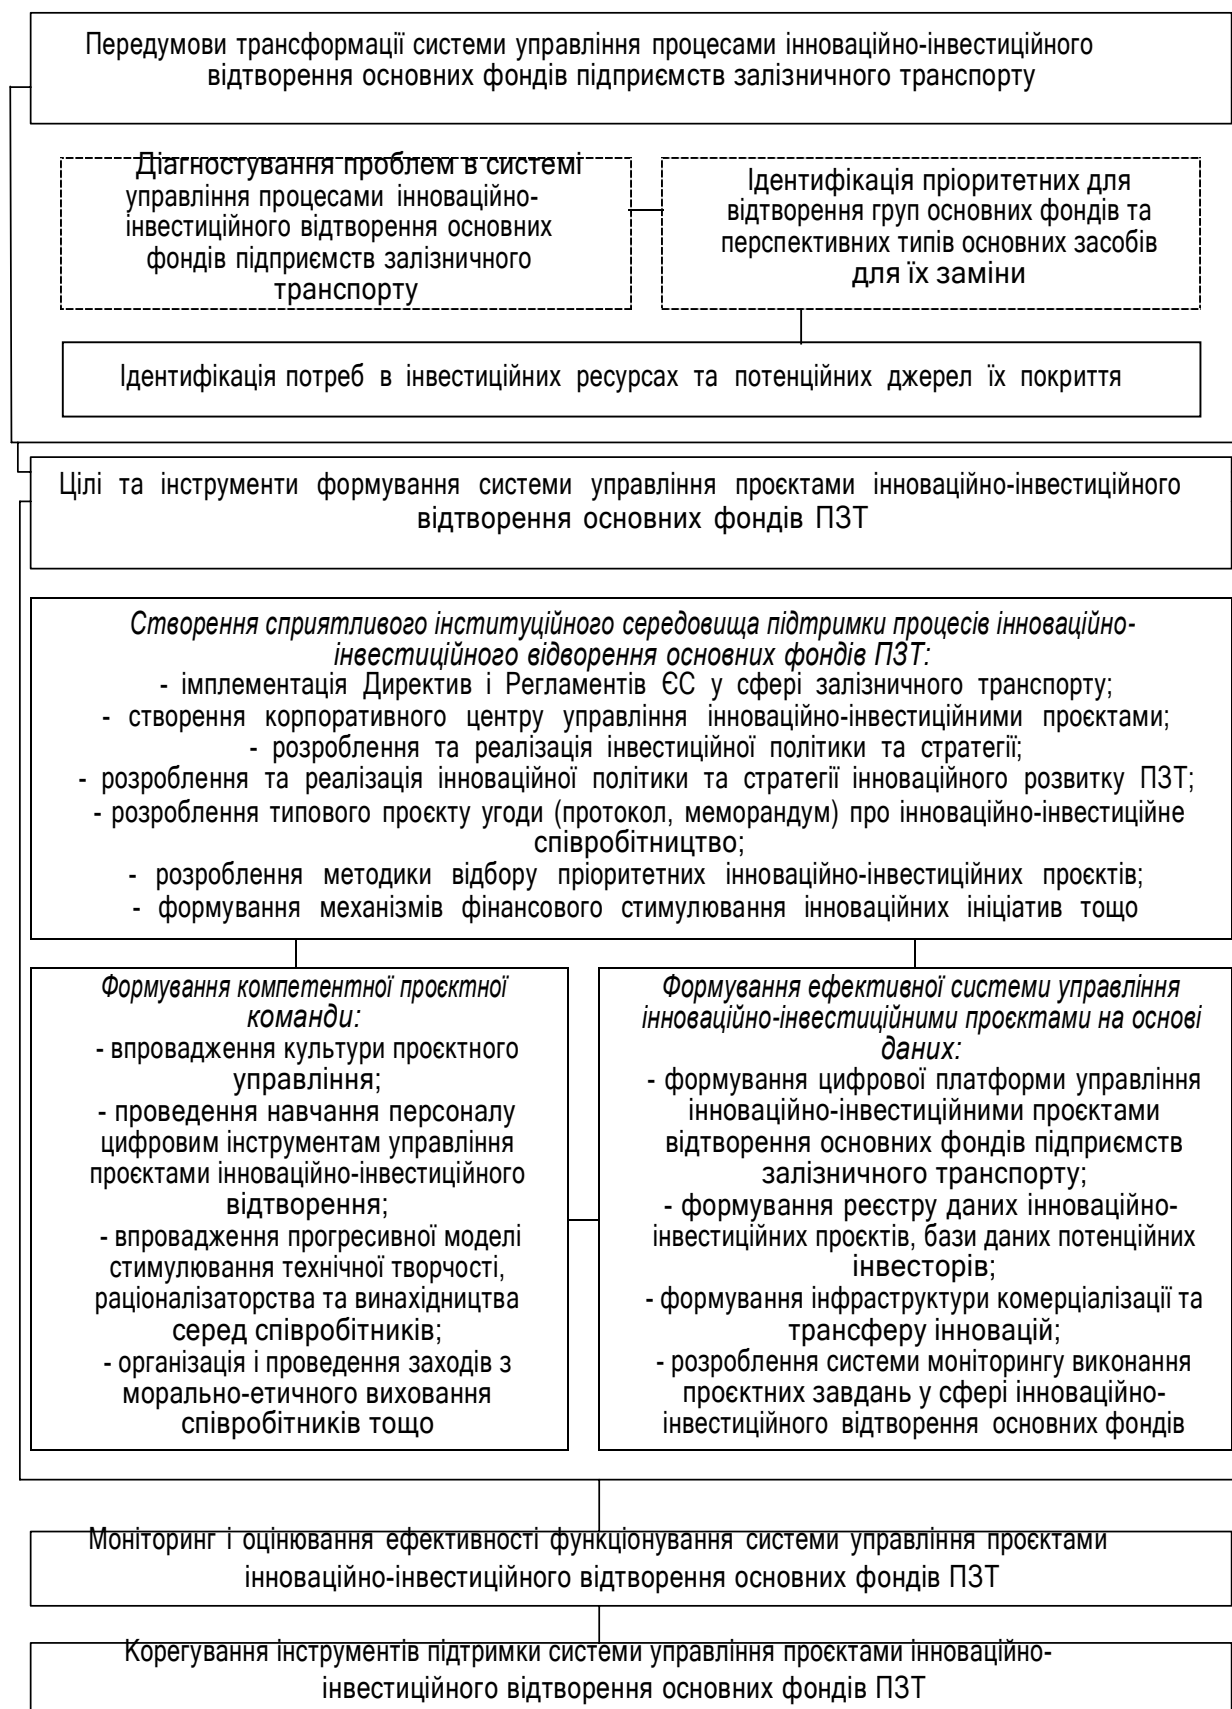 Передумови трансформації системи управління процесами інноваційно-інвестиційного
відтворення основних фондів підприємств залізничного транспорту
Діагностування проблем в системі
управління процесами інноваційно-
інвестиційного відтворення основних
фондів підприємств залізничного
транспорту
Ідентифікація пріоритетних для
відтворення груп основних фондів та
перспективних типів основних засобів
для їх заміни
Ідентифікація потреб в інвестиційних ресурсах та потенційних джерел їх покриття
Цілі та інструменти формування системи управління проєктами інноваційно-інвестиційного
відтворення основних фондів ПЗТ
Створення сприятливого інституційного середовища підтримки процесів інноваційно-
інвестиційного відворення основних фондів ПЗТ:
- імплементація Директив і Регламентів ЄС у сфері залізничного транспорту;
- створення корпоративного центру управління інноваційно-інвестиційними проєктами;
- розроблення та реалізація інвестиційної політики та стратегії;
- розроблення та реалізація інноваційної політики та стратегії інноваційного розвитку ПЗТ;
- розроблення типового проєкту угоди (протокол, меморандум) про інноваційно-інвестиційне
співробітництво;
- розроблення методики відбору пріоритетних інноваційно-інвестиційних проєктів;
- формування механізмів фінансового стимулювання інноваційних ініціатив тощо
Формування компетентної проєктної
команди:
- впровадження культури проєктного
управління;
- проведення навчання персоналу
цифровим інструментам управління
проєктами інноваційно-інвестиційного
відтворення;
- впровадження прогресивної моделі
стимулювання технічної творчості,
раціоналізаторства та винахідництва
серед співробітників;
- організація і проведення заходів з
морально-етичного виховання
співробітників тощо
Формування ефективної системи управління
інноваційно-інвестиційними проєктами на основі
даних:
- формування цифрової платформи управління
інноваційно-інвестиційними проєктами
відтворення основних фондів підприємств
залізничного транспорту;
- формування реєстру даних інноваційно-
інвестиційних проєктів, бази даних потенційних
інвесторів;
- формування інфраструктури комерціалізації та
трансферу інновацій;
- розроблення системи моніторингу виконання
проєктних завдань у сфері інноваційно-
інвестиційного відтворення основних фондів
Моніторинг і оцінювання ефективності функціонування системи управління проєктами
інноваційно-інвестиційного відтворення основних фондів ПЗТ
Корегування інструментів підтримки системи управління проєктами інноваційно-
інвестиційного відтворення основних фондів ПЗТ